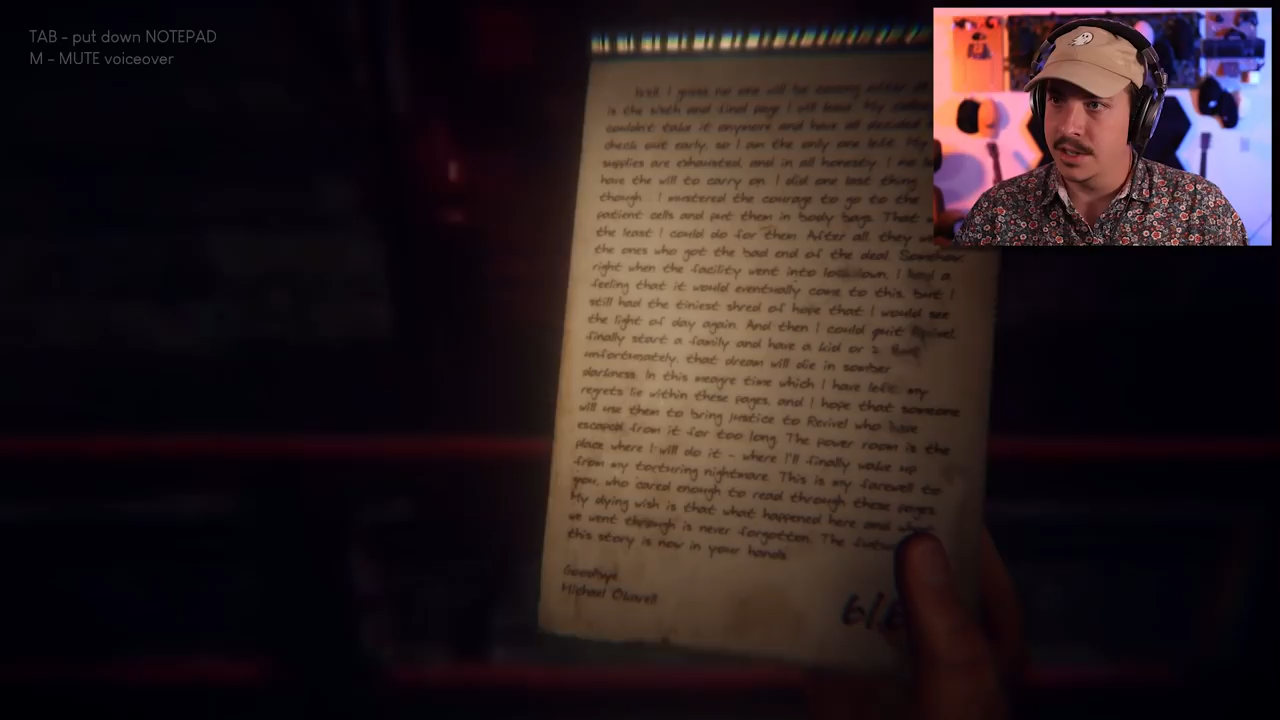 TAB - put down NOTEPAD
M - MUTE voiceover
Well I guess no one will be coming after
is the sixth and final page I will leave. My
couldn't take it anymore and have all decided
check out early, so I am the only one left. My
supplies are exhausted, and in all honesty, I no
have the will to carry on. I did one last thing
though. I mustered the courage to go to the
patient cells and put them in body bags. That
the least I could do for them. After all they
the ones who got the bad end of the deal. Somehow
right when the facility went into lockdown, I had a
feeling that it would eventually come to this, but I
still had the tiniest shred of hope that I would see
the light of day again. And then I could quit Revivel,
finally start a family and have a kid or 2. But
unfortunately, that dream will die in somber
darkness. In this meagre time which I have left, my
regrets lie within these pages, and I hope that someone
will use them to bring justice to Revivel who have
escaped from it for too long. The power room is the
place where I will do it - where I'll finally wake up
from my torturing nightmare. This is my farewell to
you, who cared enough to read through these pages.
My dying wish is that what happened here and what
we went through is never forgotten. The future
this story is now in your hands
Goodbye
Michael
6/6